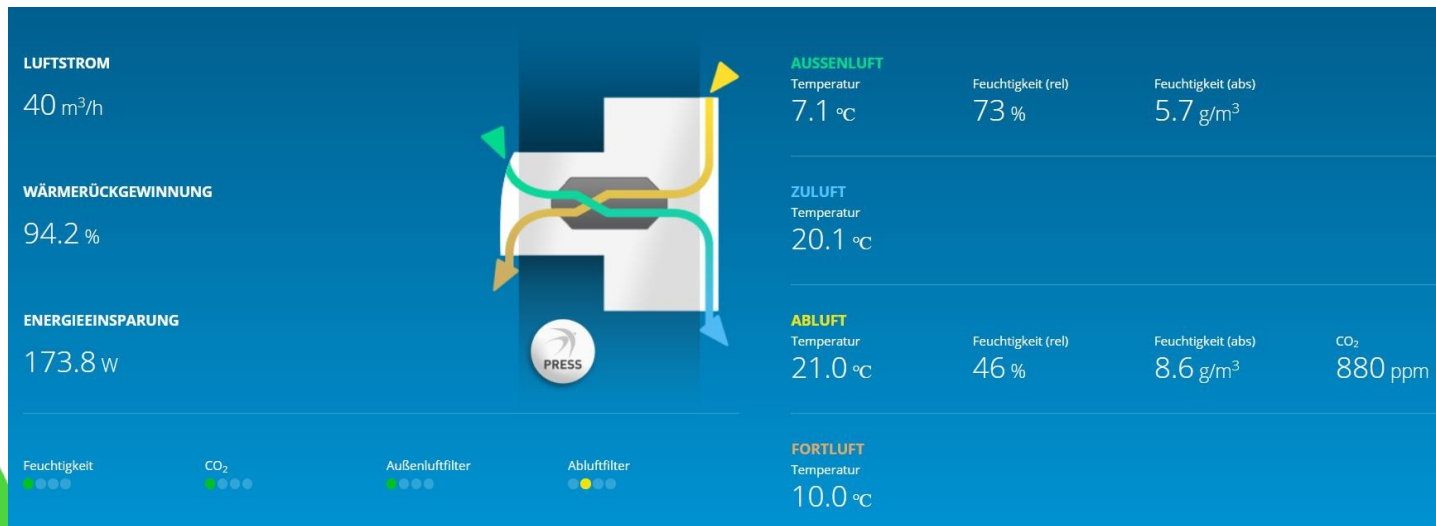 LUFTSTROM
40 m³/h
WÄRMERÜCKGEWINNUNG
94.2 %
ENERGIEEINSPARUNG
173.8 W
Feuchtigkeit CO₂ Außenluftfilter Abluftfilter
PRESS
AUSSENLUFT
Temperatur Feuchtigkeit (rel) Feuchtigkeit (abs)
7.1 °C 73 % 5.7 g/m³
ZULUFT
Temperatur
20.1 °C
ABLUFT
Temperatur Feuchtigkeit (rel) Feuchtigkeit (abs) CO₂
21.0 °C 46 % 8.6 g/m³ 880 ppm
FORTLUFT
Temperatur
10.0 °C